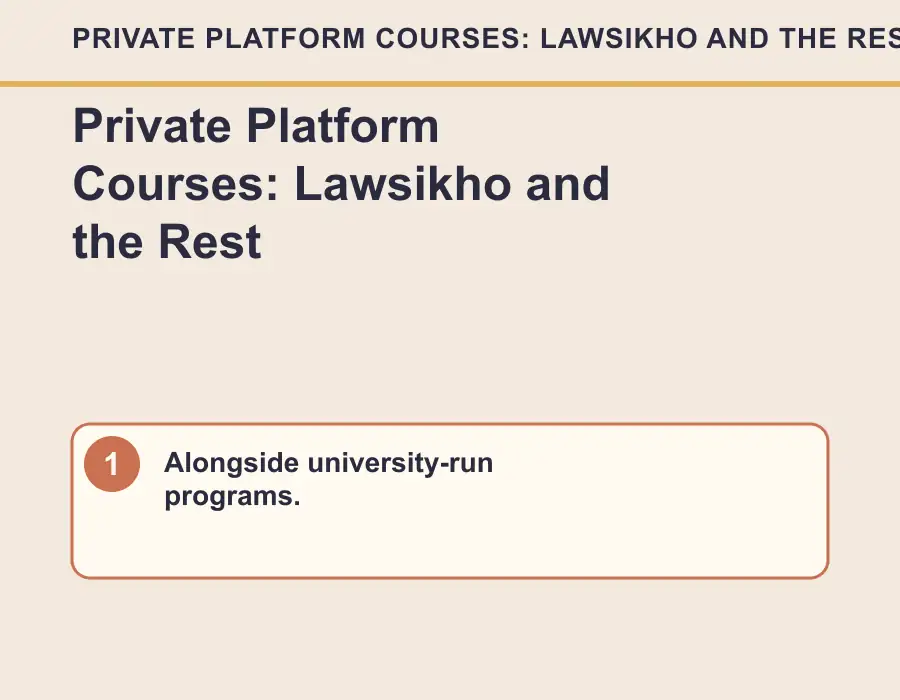 PRIVATE PLATFORM COURSES: LAWSIKHO AND THE RES
Private Platform
Courses: Lawsikho and
the Rest
1
Alongside university-run
programs.